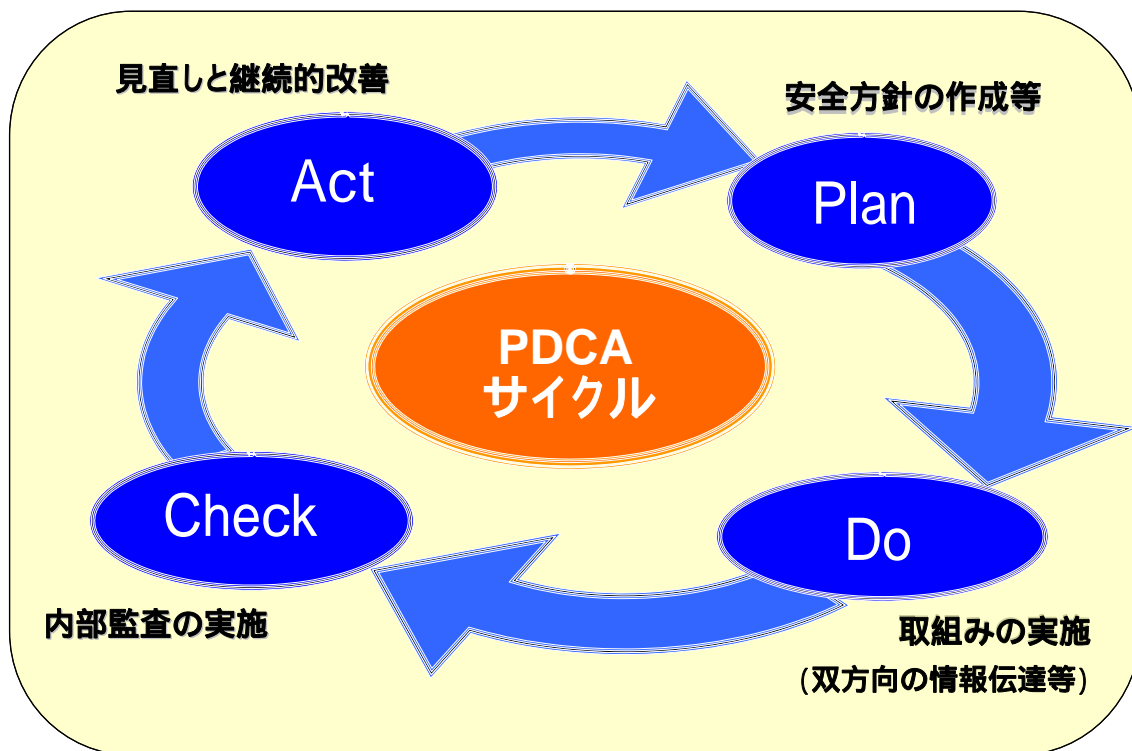 見直しと継続的改善
安全方針の作成等
Act
Plan
PDCA
サイクル
Check
Do
内部監査の実施
取組みの実施
(双方向の情報伝達等)